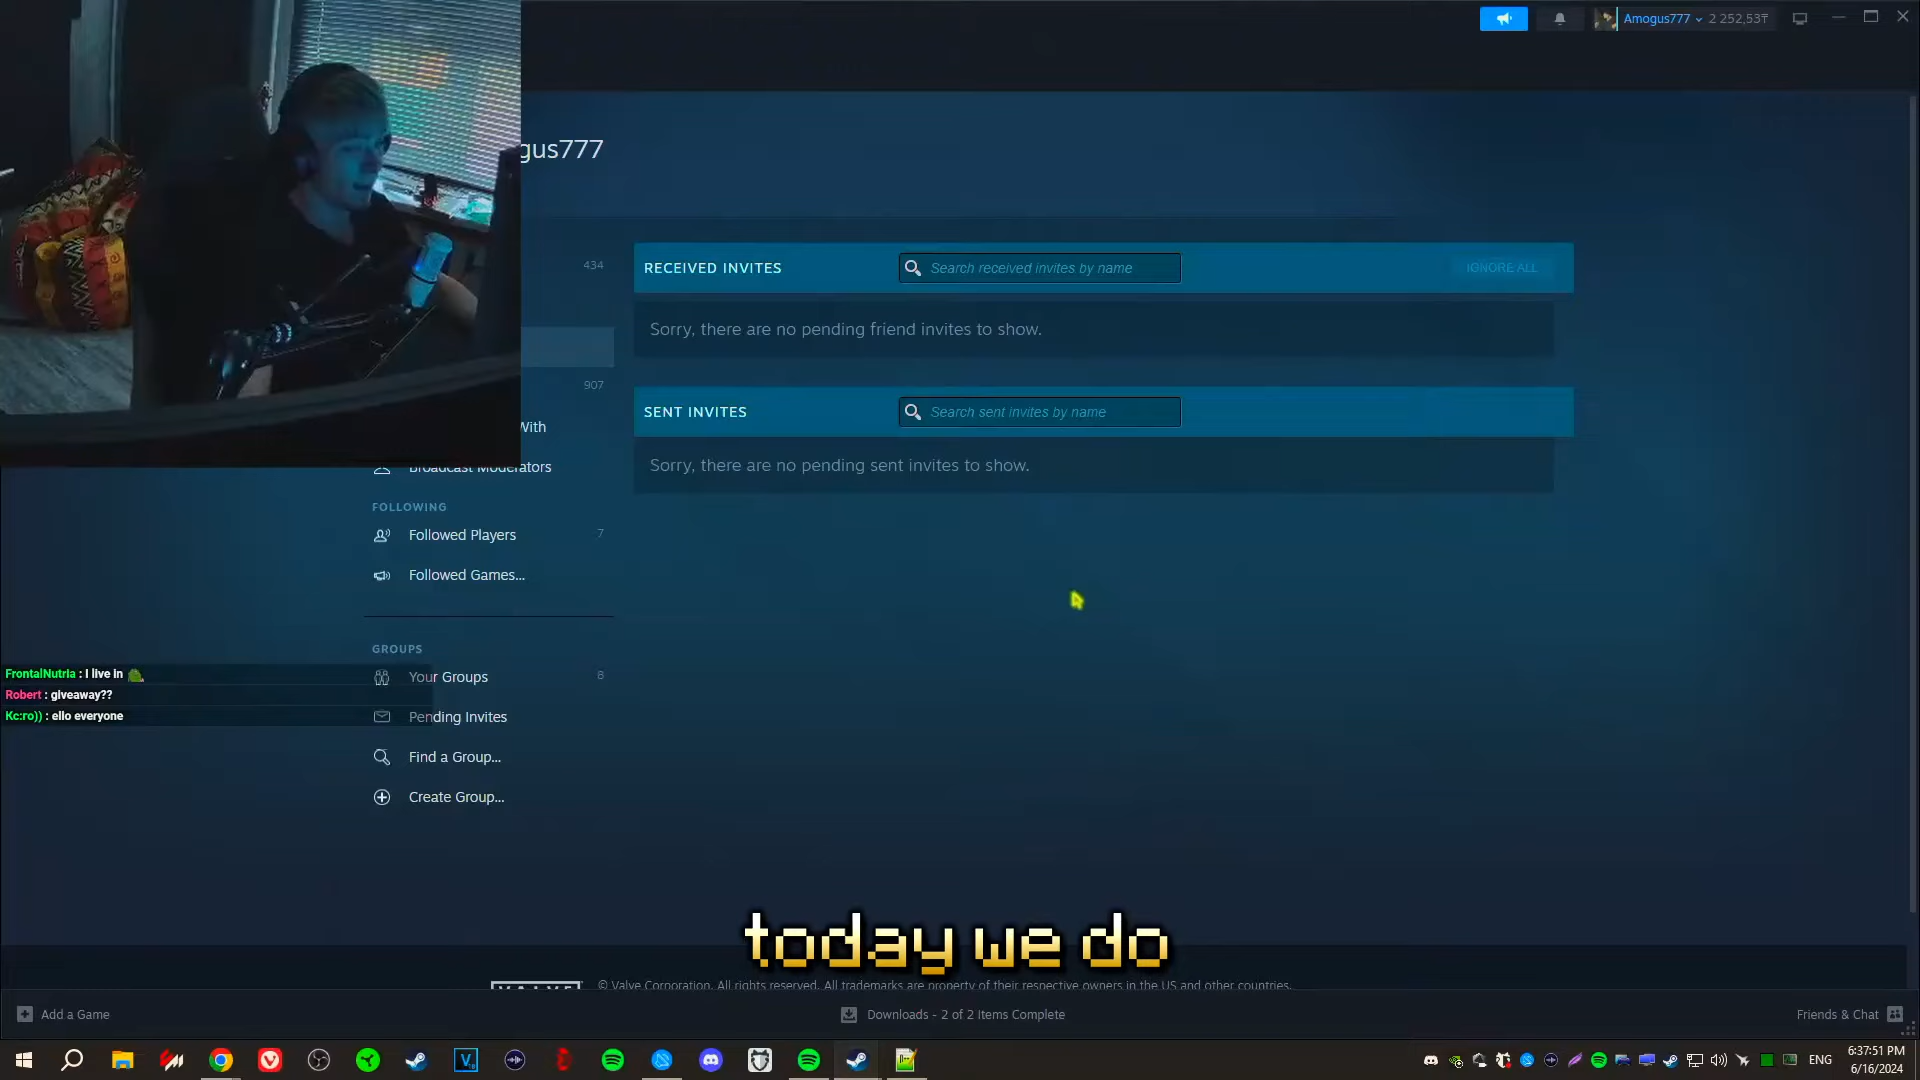 Amogus777
2 252,53₸
gus777
434
RECEIVED INVITES
Search received invites by name
IGNORE ALL
Sorry, there are no pending friend invites to show.
907
SENT INVITES
Search sent invites by name
With
Sorry, there are no pending sent invites to show.
Broadcast Moderators
FOLLOWING
Followed Players
7
Followed Games...
GROUPS
FrontalNutria : I live in
Your Groups
6
Robert : giveaway??
Kc:ro)) : ello everyone
Pending Invites
Find a Group...
Create Group...
today we do
VALVE
© Valve Corporation. All rights reserved. All trademarks are property of their respective owners in the US and other countries.
Add a Game
Downloads - 2 of 2 Items Complete
Friends & Chat
ENG
6:37:51 PM
6/16/2024